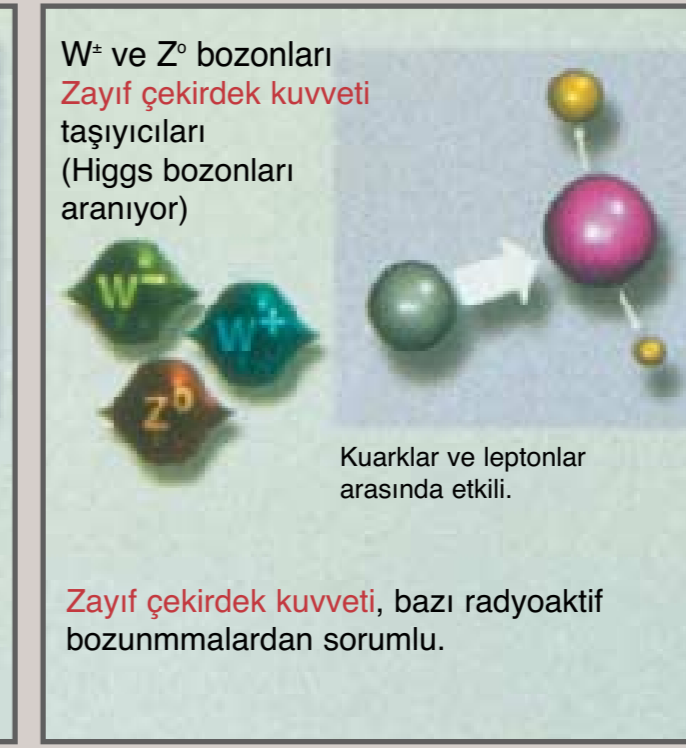 W± ve Z⁰ bozonları
Zayıf çekirdek kuvveti
taşıyıcıları
(Higgs bozonları
aranıyor)
W⁻
W⁺
Z⁰
Kuarklar ve leptonlar
arasında etkili.
Zayıf çekirdek kuvveti, bazı radyoaktif
bozunmmalardan sorumlu.